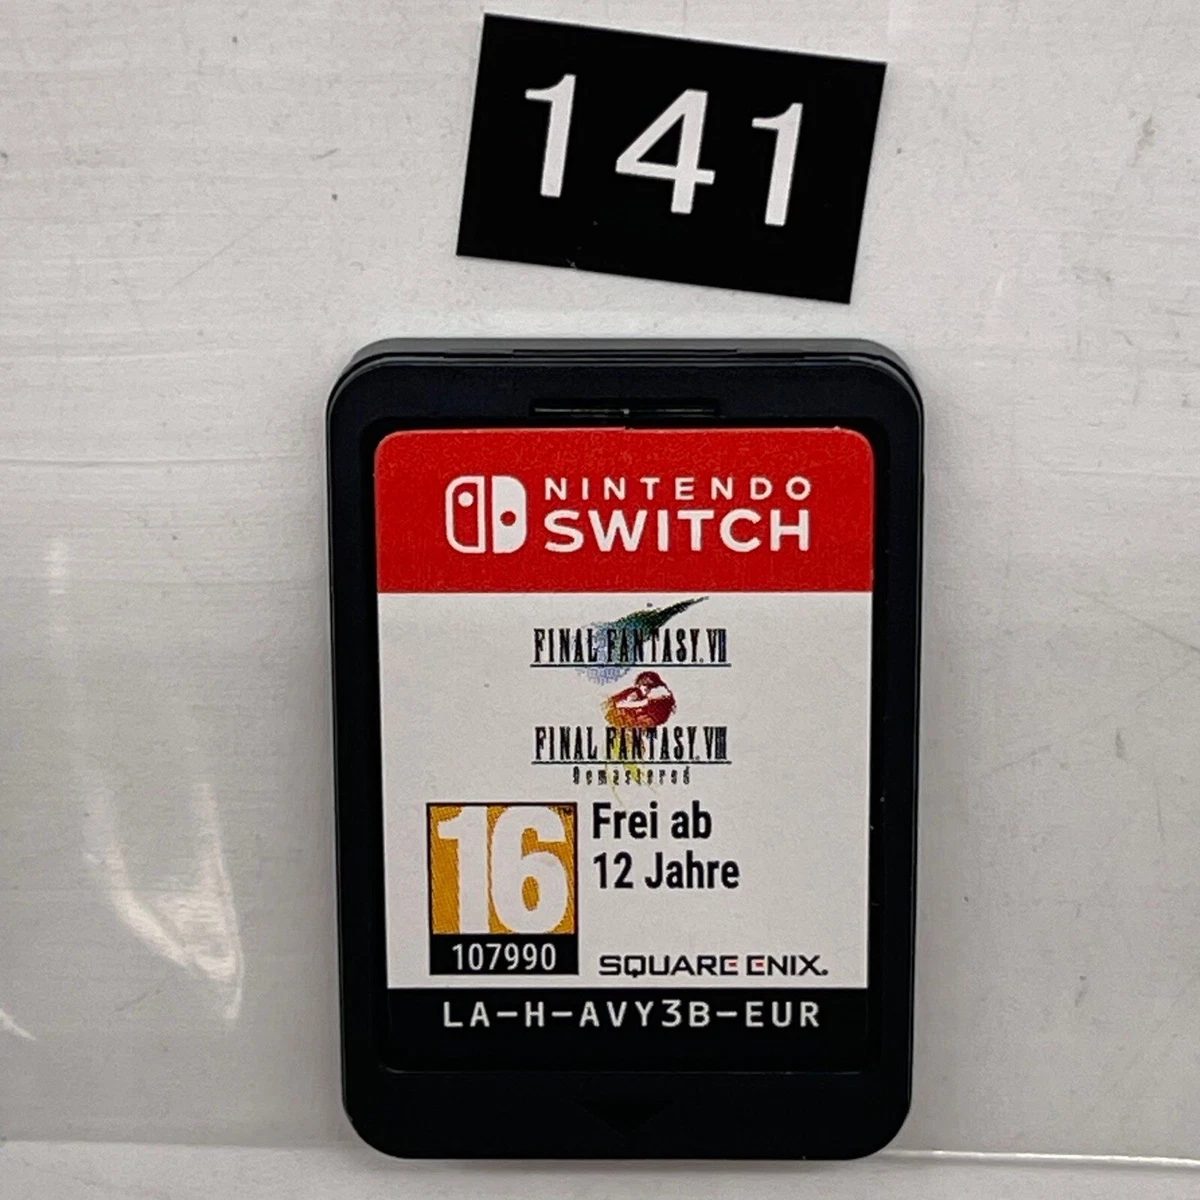 141
NINTENDO
SWITCH
FINAL FANTASY VII
FINAL FANTASY VIII
Remastered
16
107990
Frei ab
12 Jahre
SQUARE ENIX.
LA-H-AVY3B-EUR